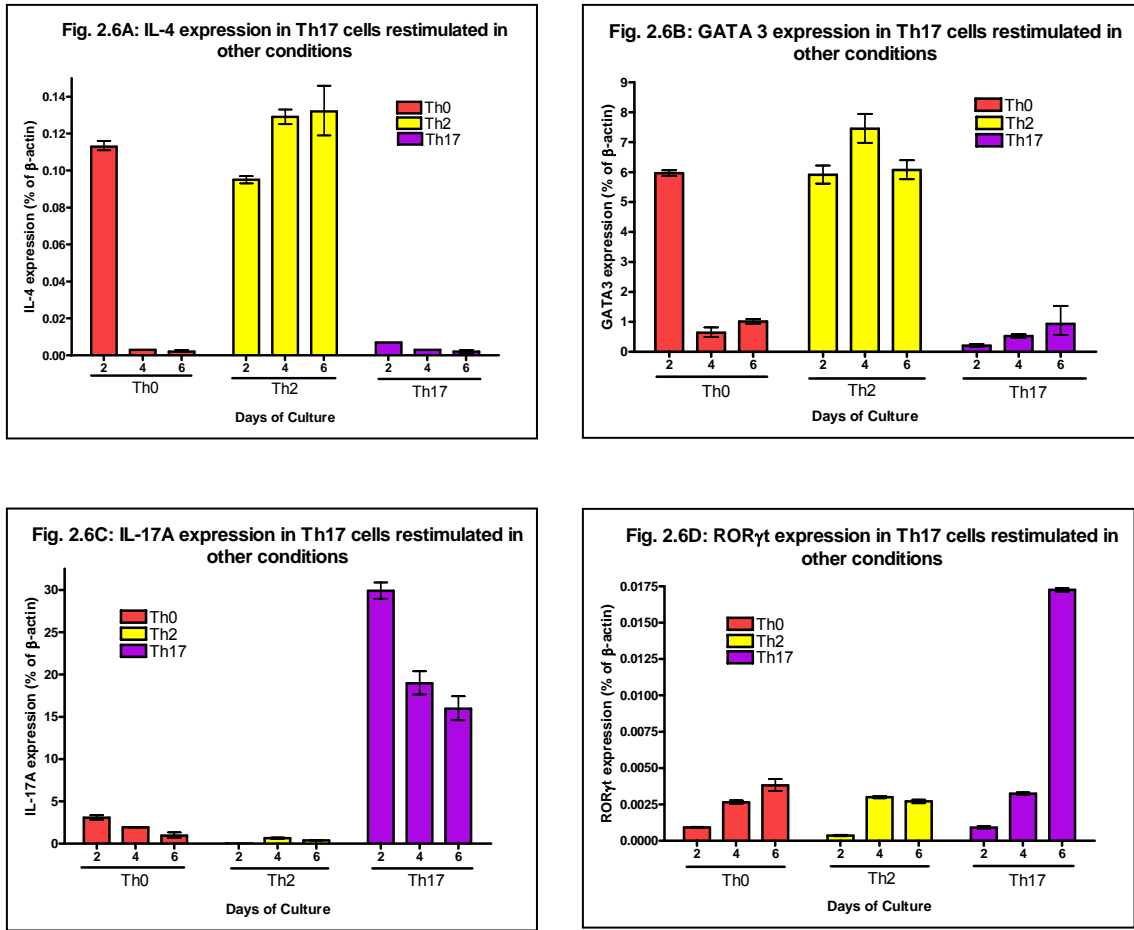 Fig. 2.6A: IL-4 expression in Th17 cells restimulated in
other conditions
IL-4 expression (% of β-actin)
0.14
0.12
0.10
0.08
0.06
0.04
0.02
0.00
Th0
Th2
Th17
2 4 6 2 4 6 2 4 6
Th0 Th2 Th17
Days of Culture
Fig. 2.6B: GATA 3 expression in Th17 cells restimulated in
other conditions
GATA3 expression (% of β-actin)
9
8
7
6
5
4
3
2
1
0
Th0
Th2
Th17
2 4 6 2 4 6 2 4 6
Th0 Th2 Th17
Days of Culture
Fig. 2.6C: IL-17A expression in Th17 cells restimulated in
other conditions
IL-17A expression (% of β-actin)
30
25
20
15
10
5
0
Th0
Th2
Th17
2 4 6 2 4 6 2 4 6
Th0 Th2 Th17
Days of Culture
Fig. 2.6D: RORγt expression in Th17 cells restimulated in
other conditions
RORγt expression (% of β-actin)
0.0175
0.0150
0.0125
0.0100
0.0075
0.0050
0.0025
0.0000
Th0
Th2
Th17
2 4 6 2 4 6 2 4 6
Th0 Th2 Th17
Days of Culture